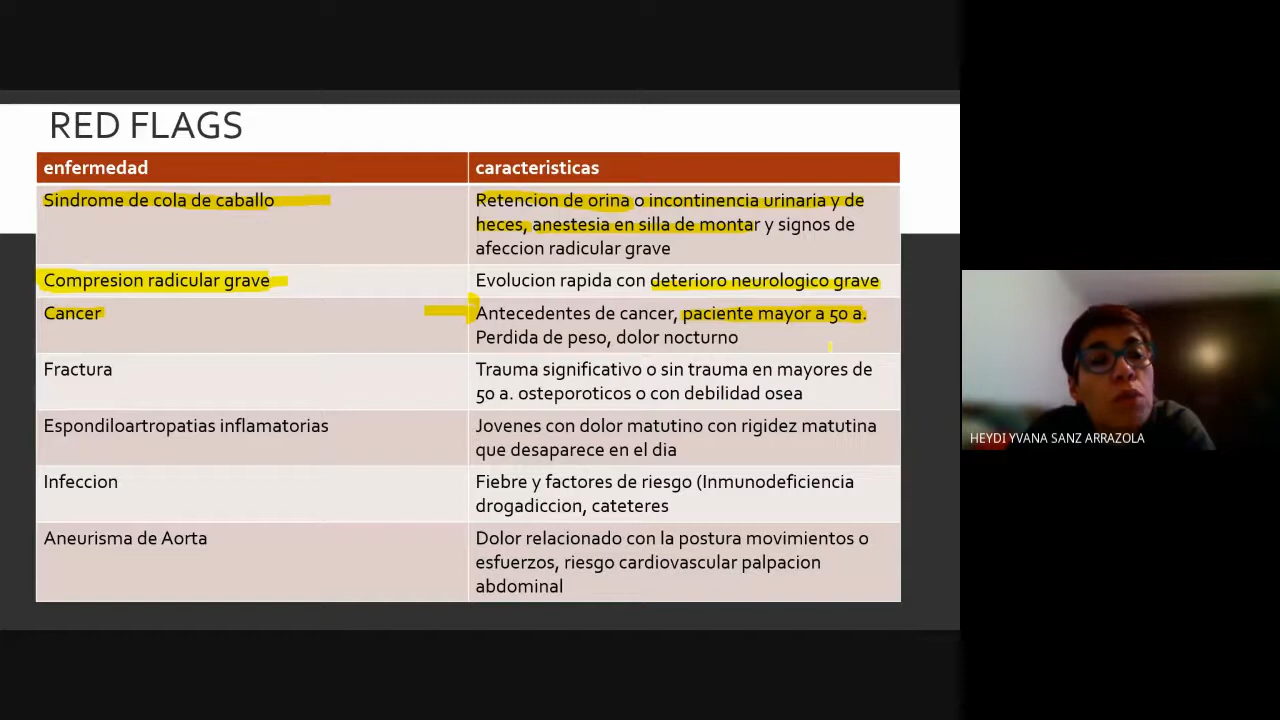 RED FLAGS
enfermedad
caracteristicas
Sindrome de cola de caballo
Retencion de orina o incontinencia urinaria y de
heces, anestesia en silla de montar y signos de
afeccion radicular grave
Compresion radicular grave
Evolucion rapida con deterioro neurologico grave
Cancer
Antecedentes de cancer, paciente mayor a 50 a.
Perdida de peso, dolor nocturno
Fractura
Trauma significativo o sin trauma en mayores de
50 a. osteporoticos o con debilidad osea
Espondiloartropatias inflamatorias
Jovenes con dolor matutino con rigidez matutina
que desaparece en el dia
Infeccion
Fiebre y factores de riesgo (Inmunodeficiencia
drogadiccion, cateteres
Aneurisma de Aorta
Dolor relacionado con la postura movimientos o
esfuerzos, riesgo cardiovascular palpacion
abdominal
HEYDI YVANA SANZ ARRAZOLA